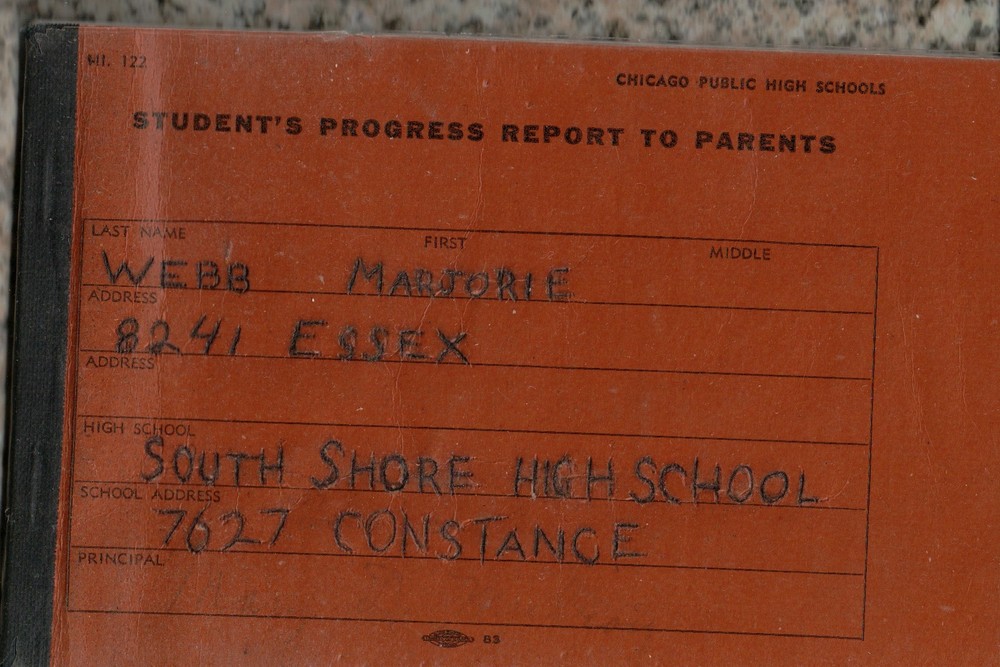 HI. 122
CHICAGO PUBLIC HIGH SCHOOLS
STUDENT'S PROGRESS REPORT TO PARENTS
LAST NAME FIRST MIDDLE
WEBB MARJORIE
ADDRESS
8241 ESSEX
ADDRESS
HIGH SCHOOL
SOUTH SHORE HIGH SCHOOL
SCHOOL ADDRESS
7627 CONSTANCE
PRINCIPAL
83